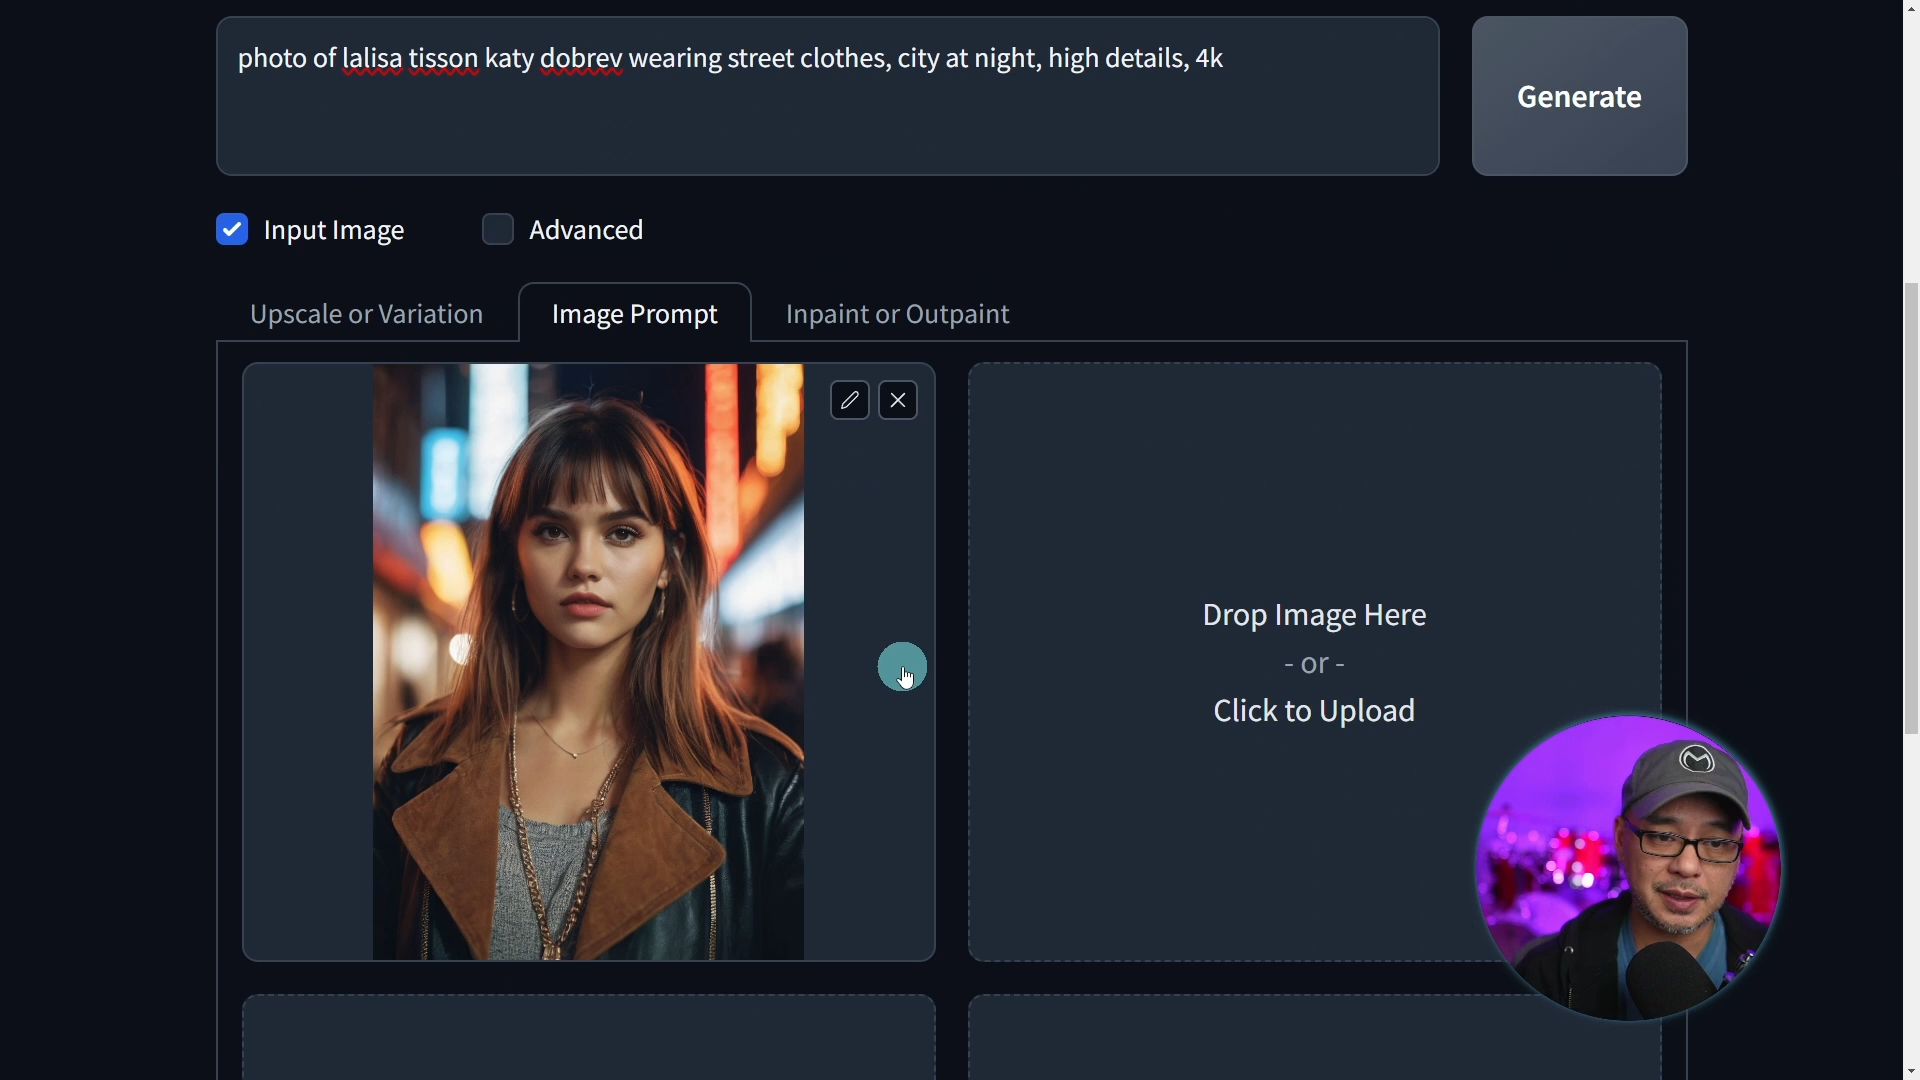 photo of lalisa tisson katy dobrev wearing street clothes, city at night, high details, 4k
Generate
Input Image
Advanced
Upscale or Variation
Image Prompt
Inpaint or Outpaint
Drop Image Here
- or -
Click to Upload